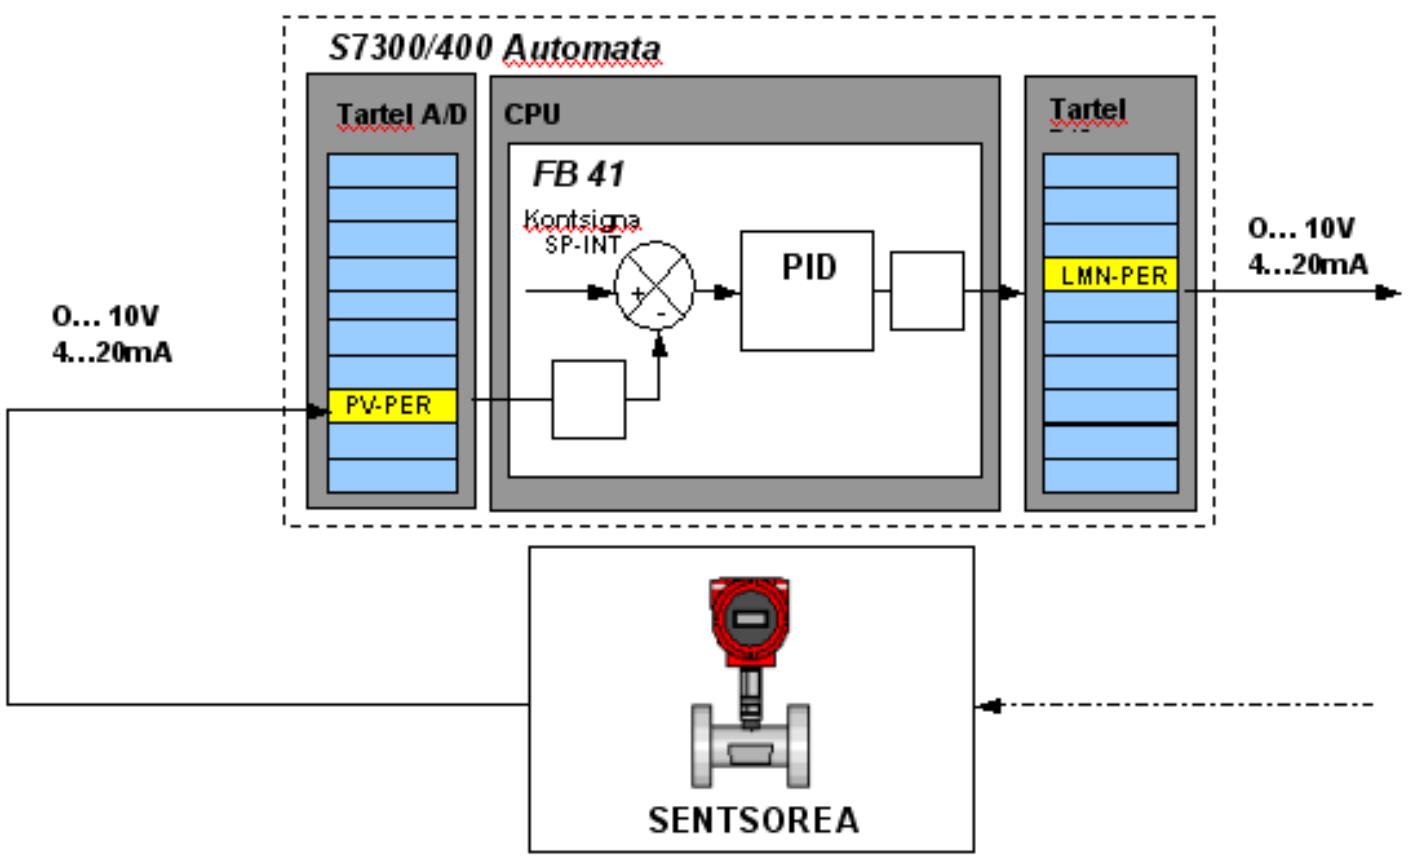 S7300/400 Automata
Tartel A/D
CPU
Tartel
FB 41
Kontsigna
SP-INT
+
-
PID
LMN-PER
O... 10V
4...20mA
O... 10V
4...20mA
PV-PER
SENTSOREA